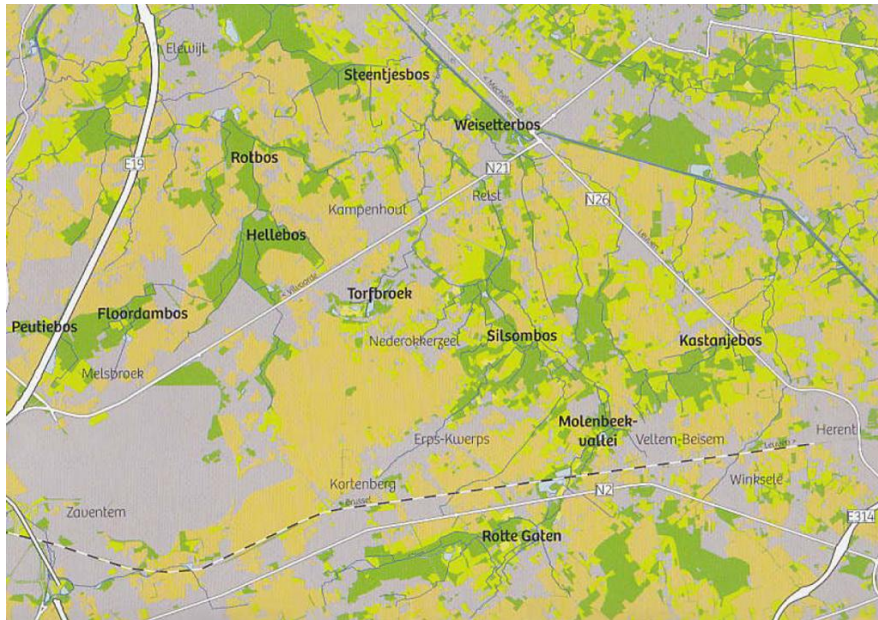 Elewijt
Steentjesbos
< Mechelen
Weisetterbos
E19
Rotbos
N21
Relst
N26
Kampenhout
Hellebos
Leuven >
< Vilvoorde
Torfbroek
Floordambos
Peutiebos
Nederokkerzeel
Silsombos
Kastanjebos
Melsbroek
Molenbeek-
vallei
Erps-Kwerps
Veltem-Beisem
Herent
Leuven >
Kortenberg
Winksele
N2
< Brussel
Zaventem
E314
Rotte Gaten